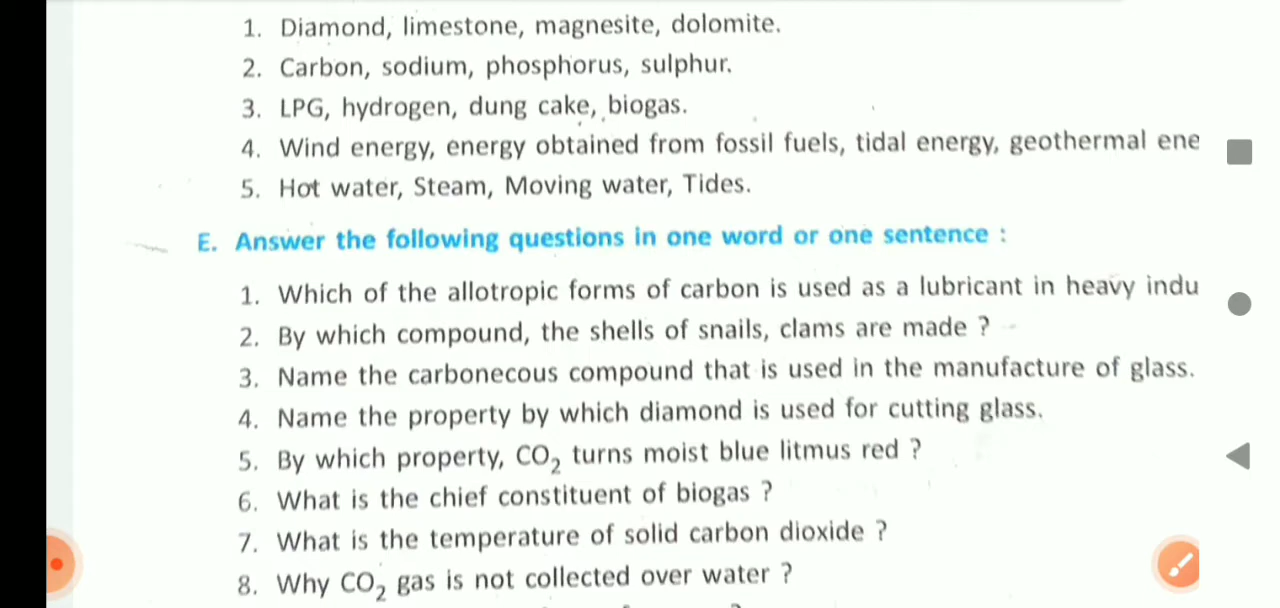 1. Diamond, limestone, magnesite, dolomite.
2. Carbon, sodium, phosphorus, sulphur.
3. LPG, hydrogen, dung cake, biogas.
4. Wind energy, energy obtained from fossil fuels, tidal energy, geothermal ene
5. Hot water, Steam, Moving water, Tides.
E. Answer the following questions in one word or one sentence :
1. Which of the allotropic forms of carbon is used as a lubricant in heavy indu
2. By which compound, the shells of snails, clams are made ?
3. Name the carbonecous compound that is used in the manufacture of glass.
4. Name the property by which diamond is used for cutting glass.
5. By which property, CO₂ turns moist blue litmus red ?
6. What is the chief constituent of biogas ?
7. What is the temperature of solid carbon dioxide ?
8. Why CO₂ gas is not collected over water ?